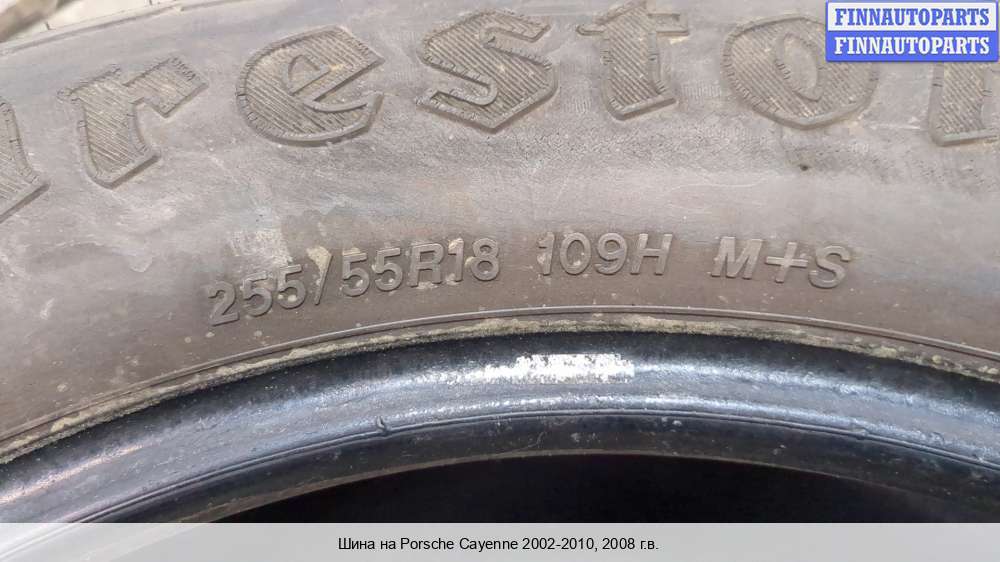 FINNAUTOPARTS
FINNAUTOPARTS
255/55R18 109H M+S
Шина на Porsche Cayenne 2002-2010, 2008 г.в.